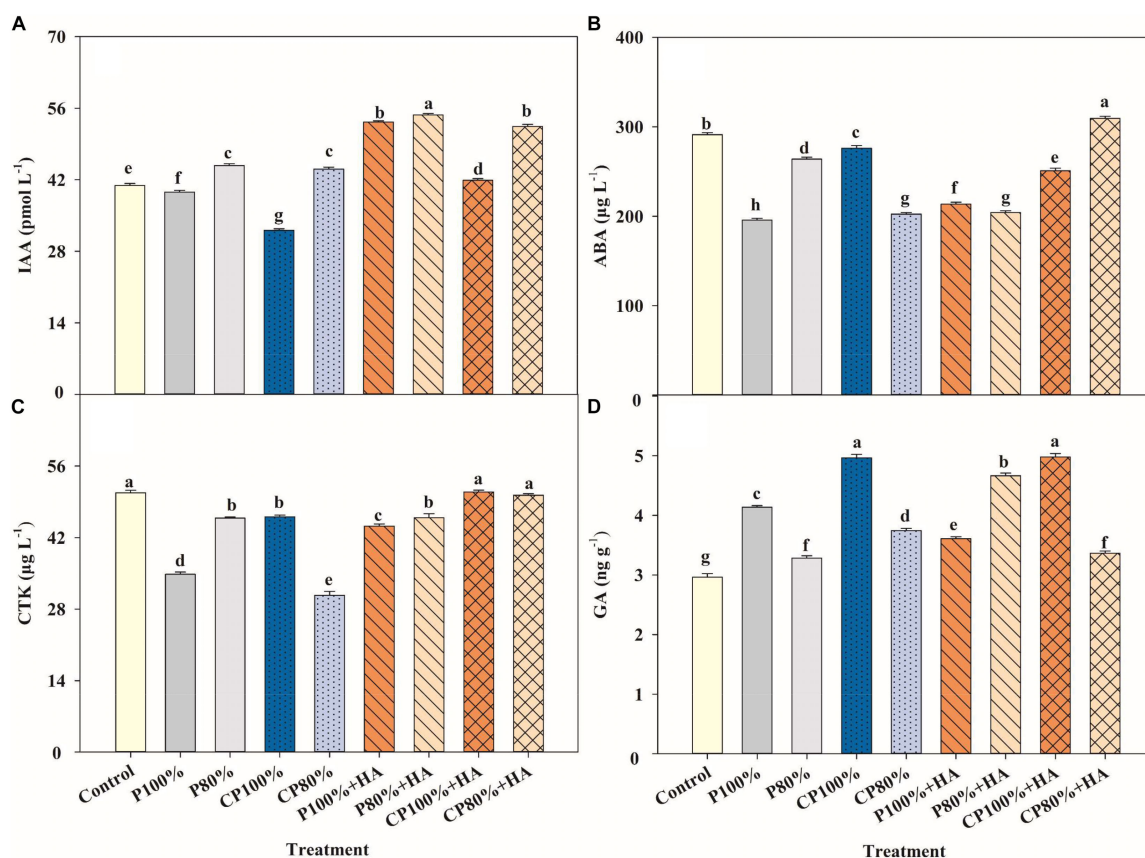 A
70
56
42
28
14
0
IAA (pmol L⁻¹)
e
f
c
g
c
b
a
d
b
B
400
300
200
100
0
ABA (µg L⁻¹)
b
h
d
c
g
f
g
e
a
C
56
42
28
14
0
CTK (µg L⁻¹)
a
d
b
b
e
c
b
a
a
Control
P100%
P80%
CP100%
CP80%
P100%+HA
P80%+HA
CP100%+HA
CP80%+HA
Treatment
D
5
4
3
2
1
0
GA (ng g⁻¹)
g
c
f
a
d
e
b
a
f
Control
P100%
P80%
CP100%
CP80%
P100%+HA
P80%+HA
CP100%+HA
CP80%+HA
Treatment